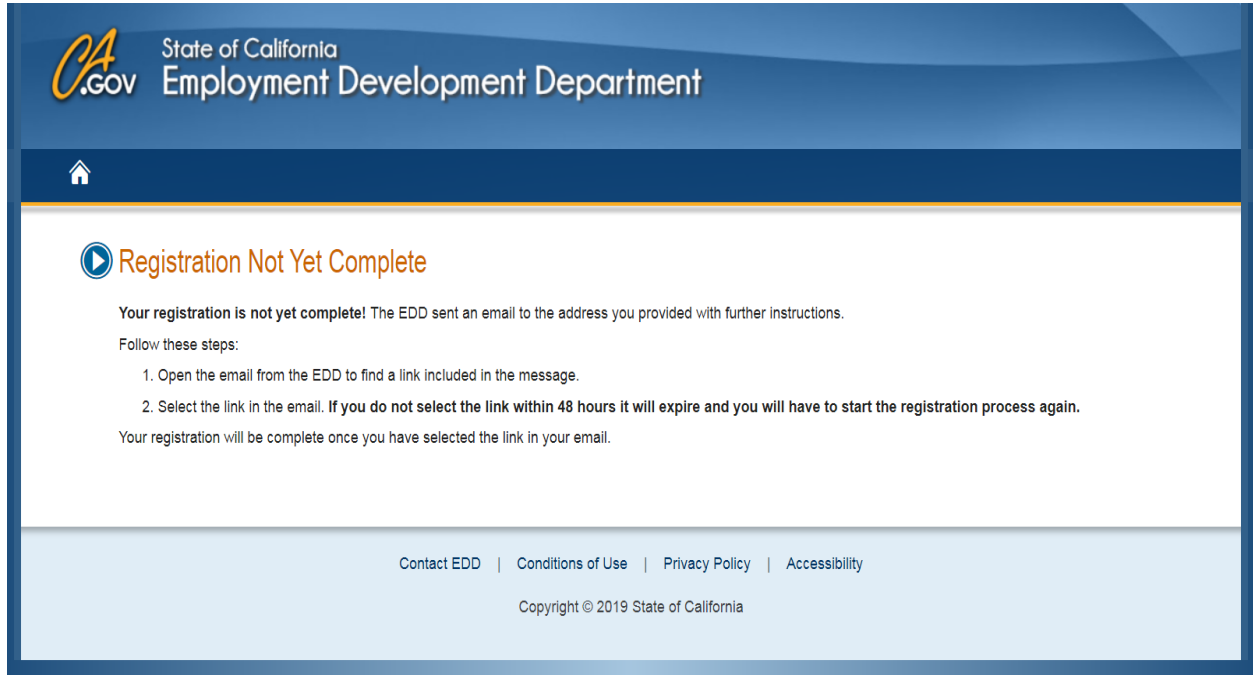 CA
.GOV
State of California
Employment Development Department
Registration Not Yet Complete
Your registration is not yet complete! The EDD sent an email to the address you provided with further instructions.
Follow these steps:
1. Open the email from the EDD to find a link included in the message.
2. Select the link in the email. If you do not select the link within 48 hours it will expire and you will have to start the registration process again.
Your registration will be complete once you have selected the link in your email.
Contact EDD | Conditions of Use | Privacy Policy | Accessibility
Copyright © 2019 State of California